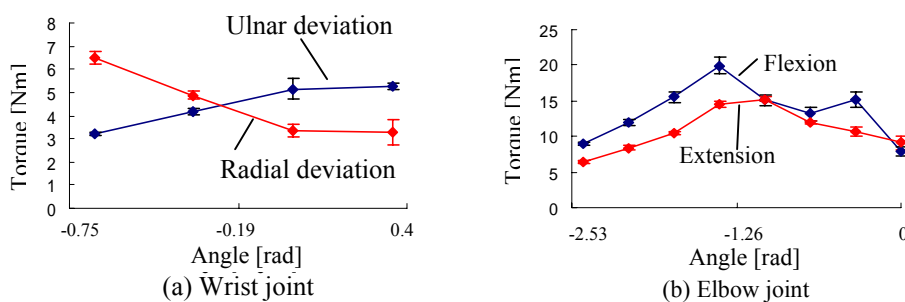 8
7
6
5
4
3
2
1
0
Torque [Nm]
Ulnar deviation
Radial deviation
-0.75
-0.19
0.4
Angle [rad]
(a) Wrist joint
25
20
15
10
5
0
Torque [Nm]
Flexion
Extension
-2.53
-1.26
0
Angle [rad]
(b) Elbow joint